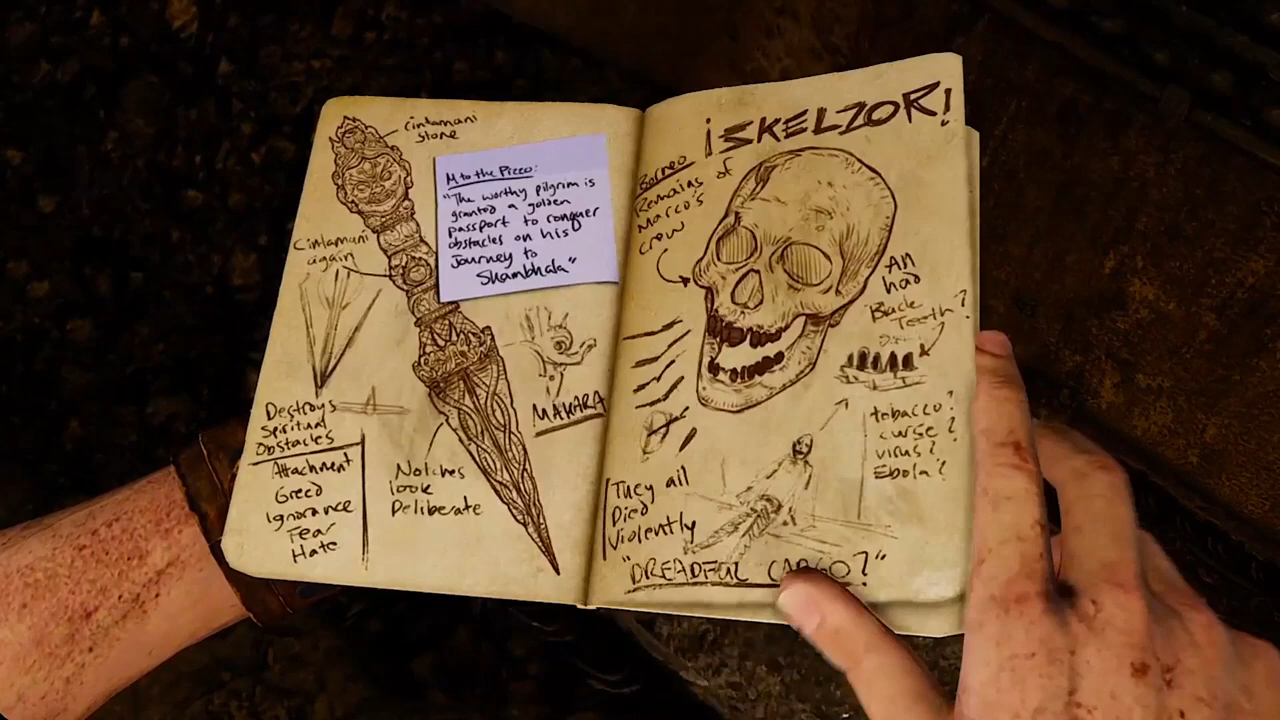 cintamani
stone
M to the Pizzo:
"The worthy pilgrim is
granted a golden
passport to conquer
obstacles on his
Journey to
Shambhala"
Cintamani
again
Destroys
Spiritual
Obstacles
Attachment
Greed
Ignorance
Fear
Hate
Notches
look
Deliberate
MAKARA
¡SKELZOR!
Borneo
Remains of
Marco's
crew
All
had
Black
Teeth?
tobacco?
curse?
virus?
Ebola?
They all
Died
Violently
"DREADFUL CARGO?"